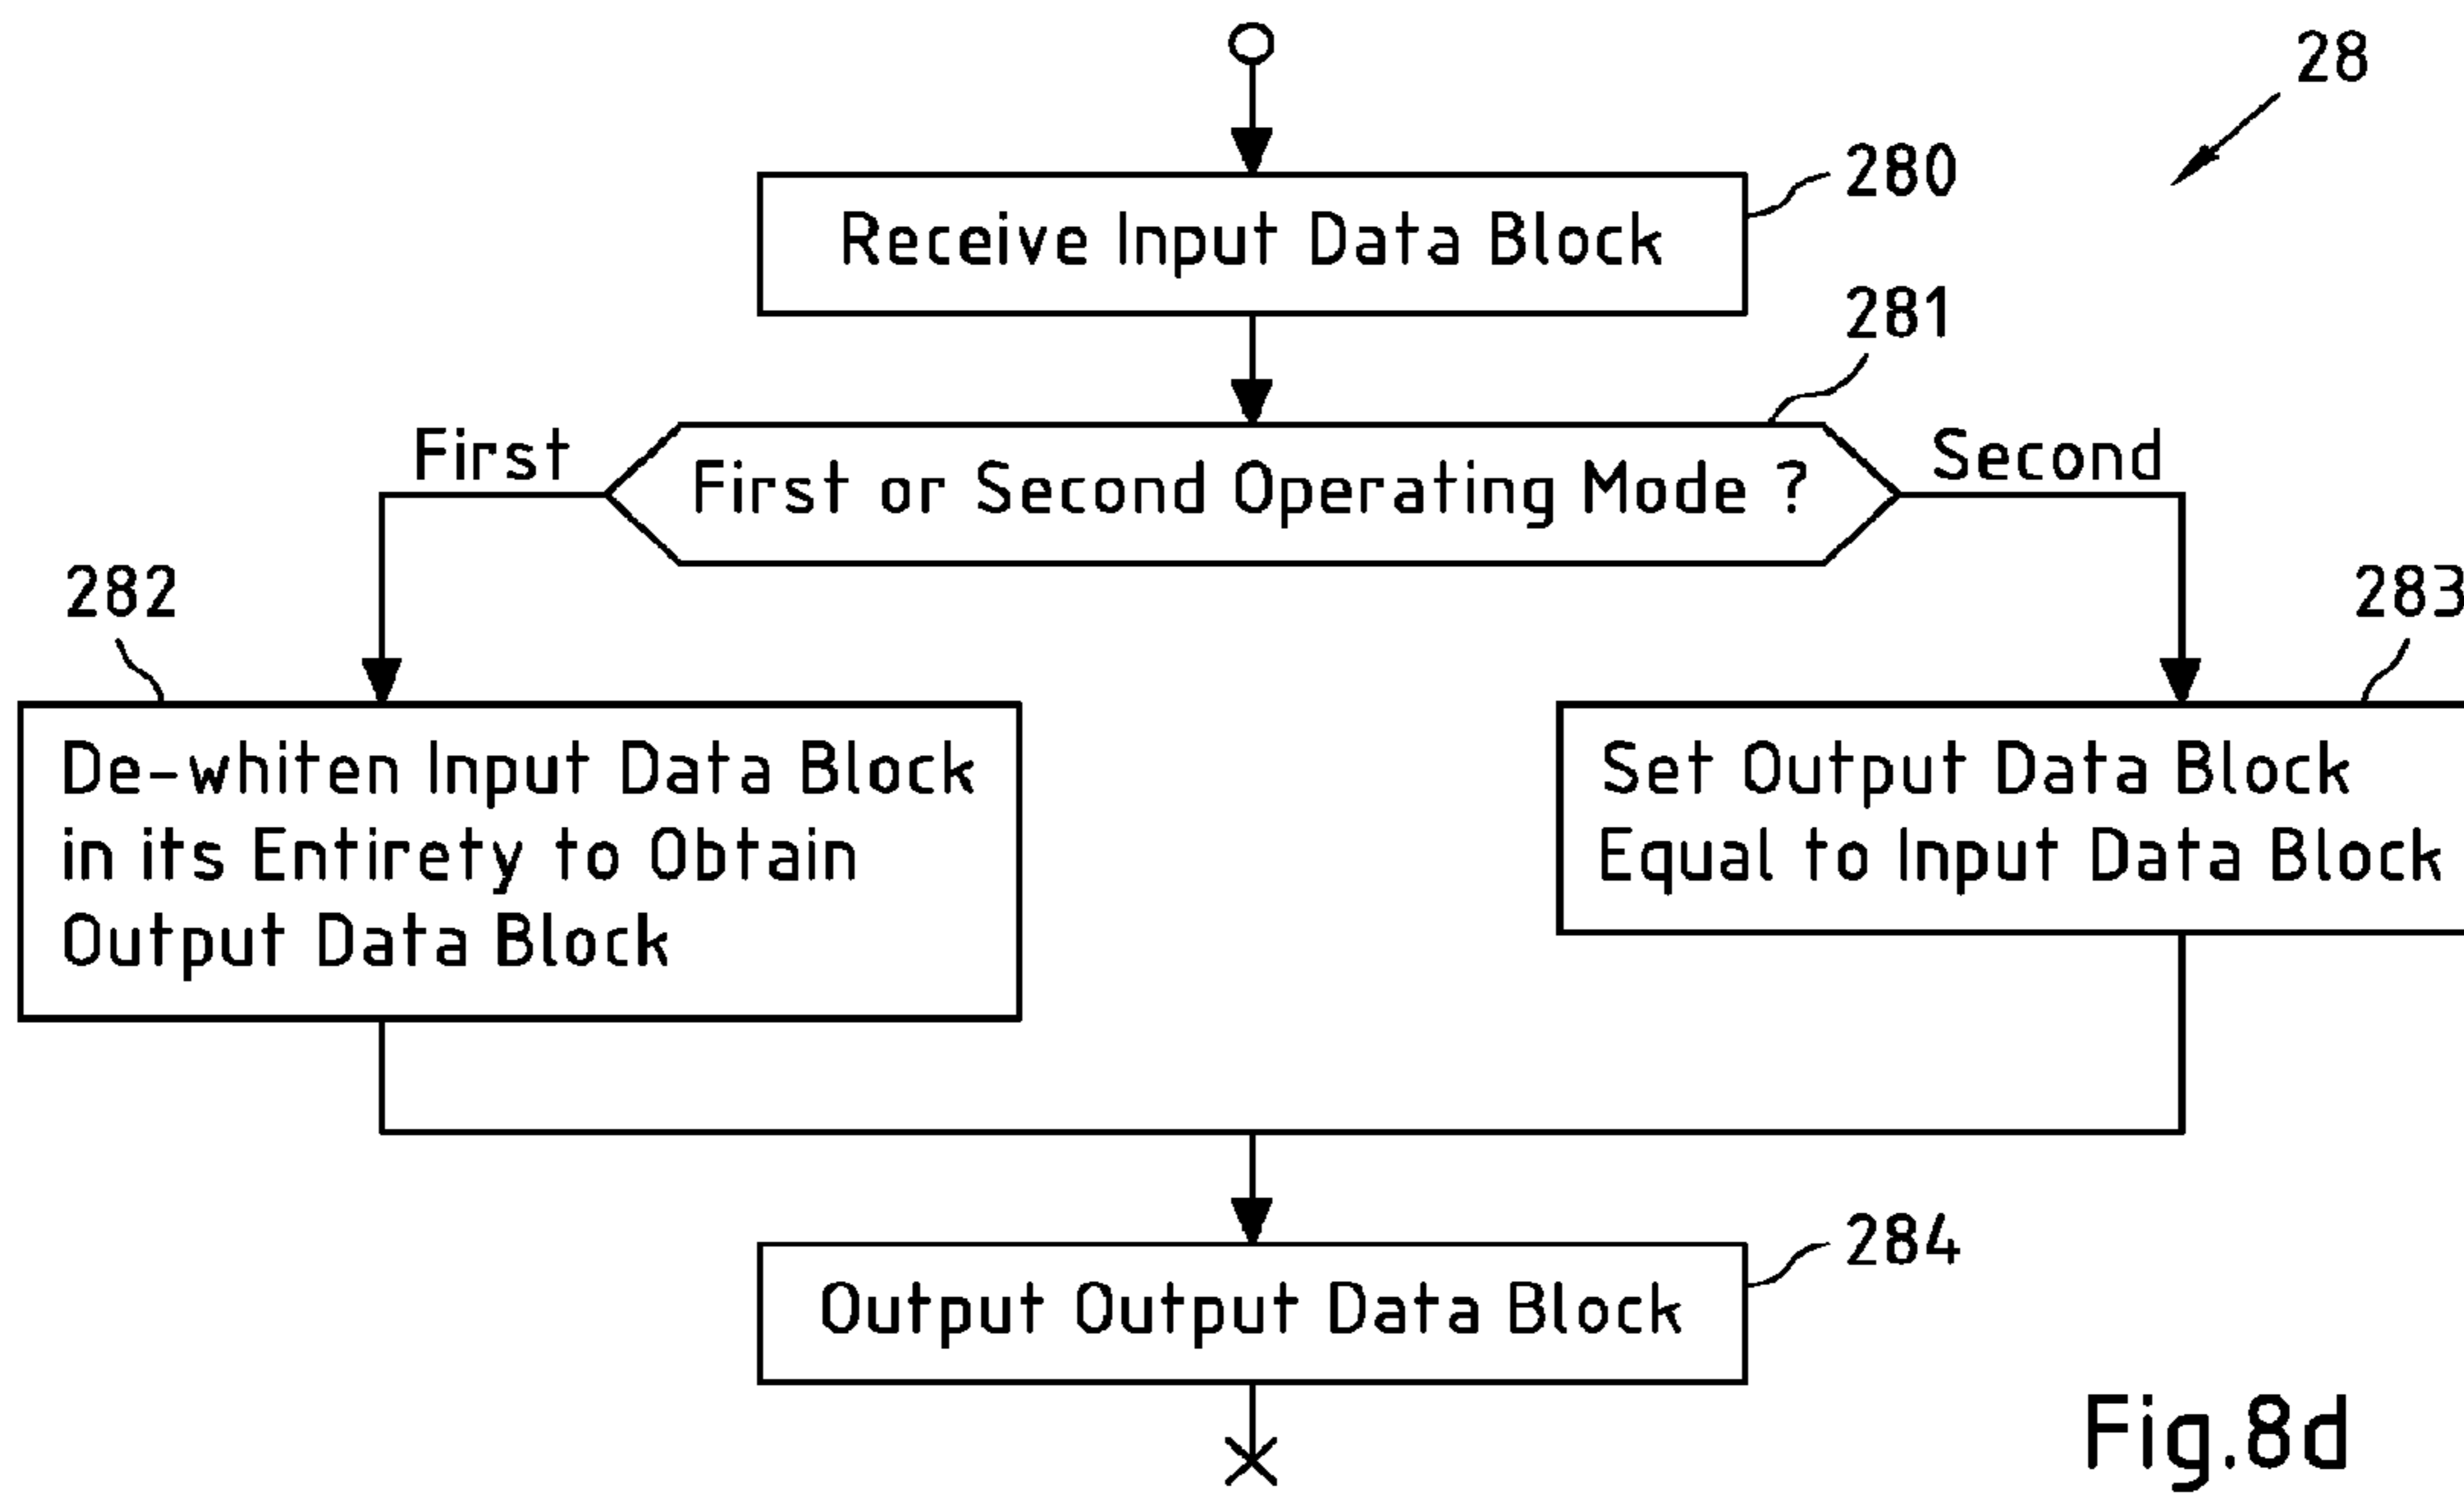 28
280
Receive Input Data Block
281
First
First or Second Operating Mode ?
Second
282
283
De-whiten Input Data Block
in its Entirety to Obtain
Output Data Block
Set Output Data Block
Equal to Input Data Block
284
Output Output Data Block
Fig.8d